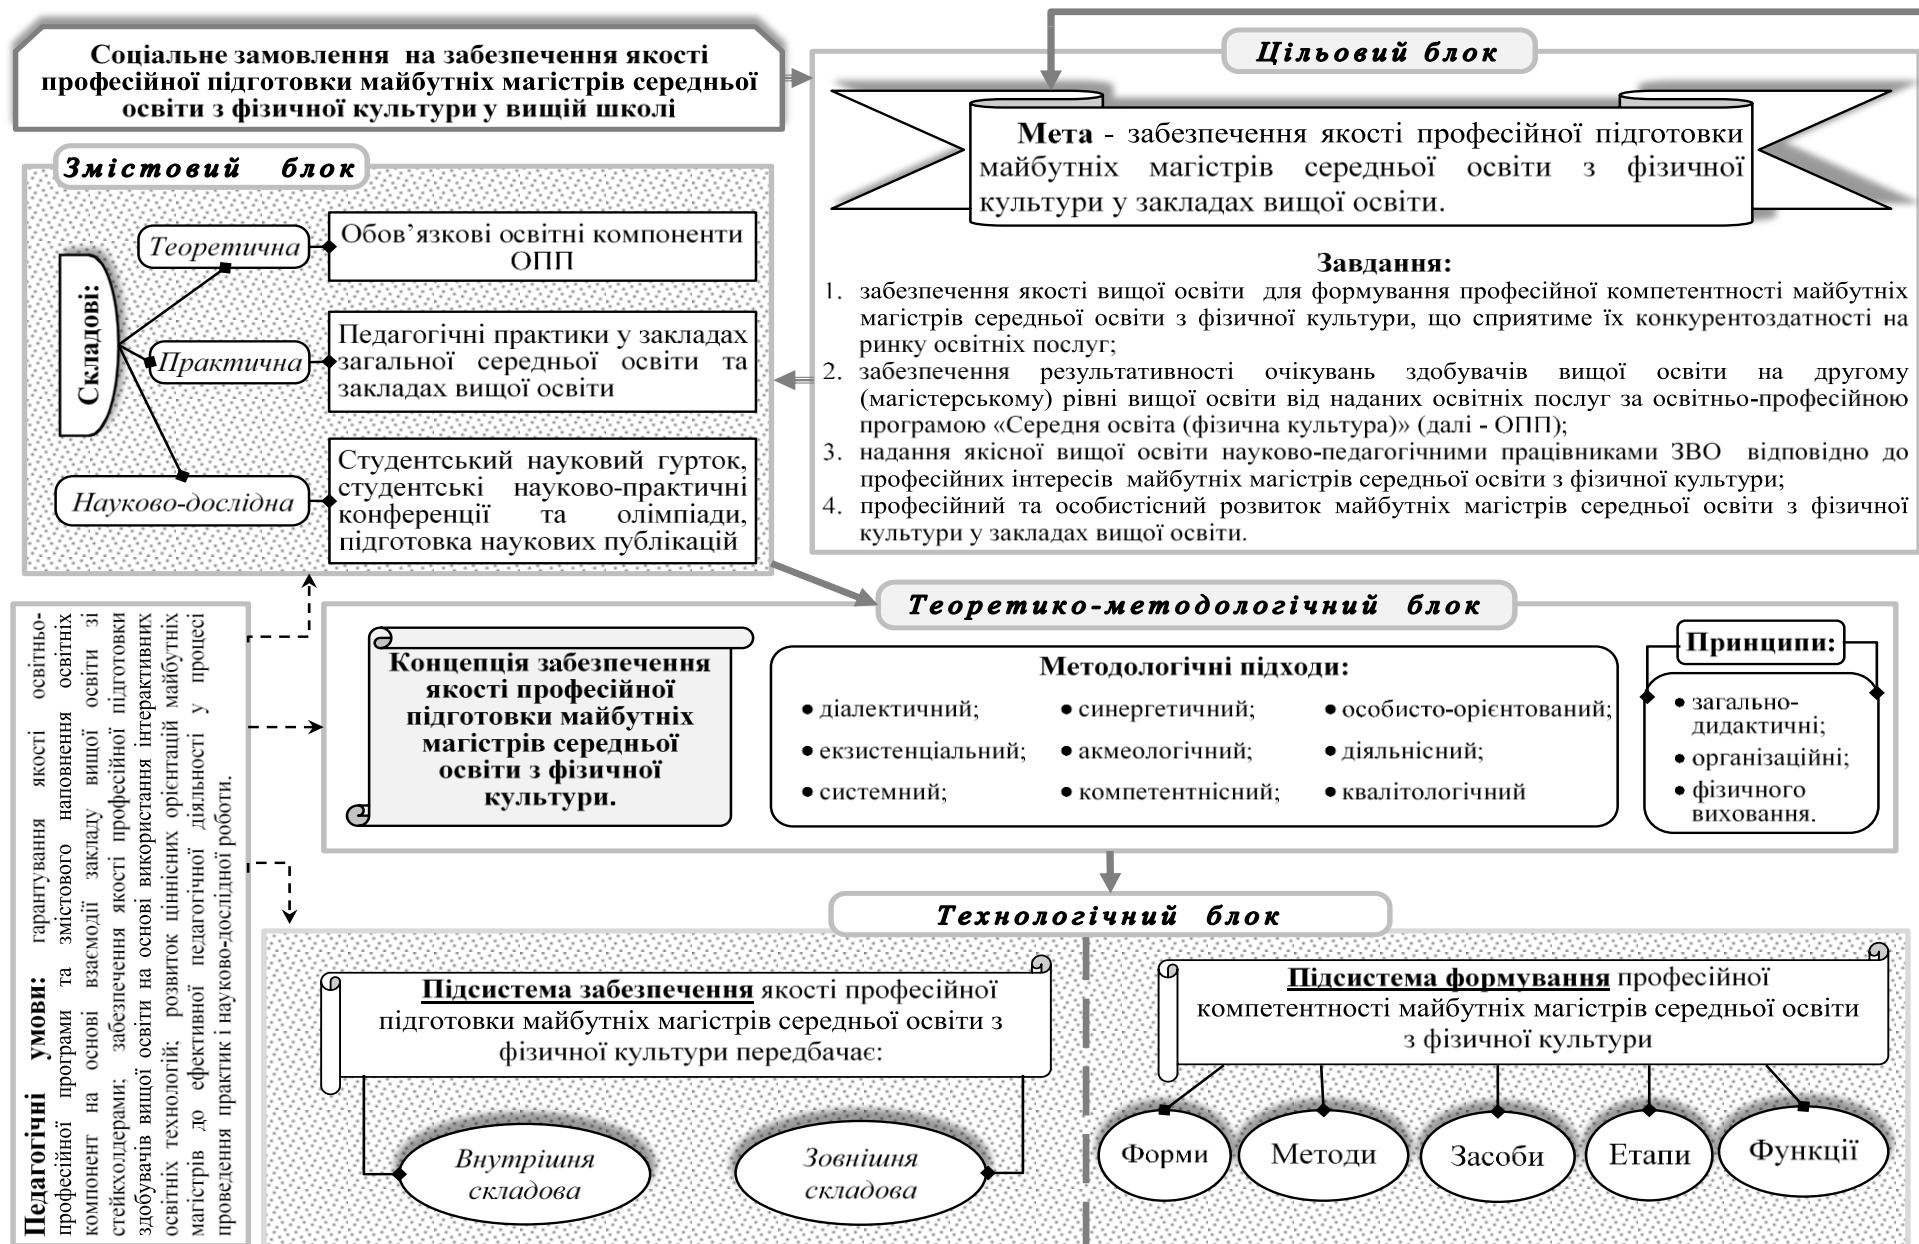 Соціальне замовлення на забезпечення якості
професійної підготовки майбутніх магістрів середньої
освіти з фізичної культури у вищій школі
Цільовий блок
Мета - забезпечення якості професійної підготовки
майбутніх магістрів середньої освіти з фізичної
культури у закладах вищої освіти.
Завдання:
1. забезпечення якості вищої освіти для формування професійної компетентності майбутніх
магістрів середньої освіти з фізичної культури, що сприятиме їх конкурентоздатності на
ринку освітніх послуг;
2. забезпечення результативності очікувань здобувачів вищої освіти на другому
(магістерському) рівні вищої освіти від наданих освітніх послуг за освітньо-професійною
програмою «Середня освіта (фізична культура)» (далі - ОПП);
3. надання якісної вищої освіти науково-педагогічними працівниками ЗВО відповідно до
професійних інтересів майбутніх магістрів середньої освіти з фізичної культури;
4. професійний та особистісний розвиток майбутніх магістрів середньої освіти з фізичної
культури у закладах вищої освіти.
Змістовий блок
Складові:
Теоретична
Обов’язкові освітні компоненти
ОПП
Практична
Педагогічні практики у закладах
загальної середньої освіти та
закладах вищої освіти
Науково-дослідна
Студентський науковий гурток,
студентські науково-практичні
конференції та олімпіади,
підготовка наукових публікацій
Педагогічні умови: гарантування якості освітньо-
професійної програми та змістового наповнення освітніх
компонент на основі взаємодії закладу вищої освіти зі
стейкхолдерами; забезпечення якості професійної підготовки
здобувачів вищої освіти на основі використання інтерактивних
освітніх технологій; розвиток ціннісних орієнтацій майбутніх
магістрів до ефективної педагогічної діяльності у процесі
проведення практик і науково-дослідної роботи.
Теоретико-методологічний блок
Концепція забезпечення
якості професійної
підготовки майбутніх
магістрів середньої
освіти з фізичної
культури.
Методологічні підходи:
• діалектичний;
• екзистенціальний;
• системний;
• синергетичний;
• акмеологічний;
• компетентнісний;
• особисто-орієнтований;
• діяльнісний;
• квалітологічний
Принципи:
• загально-
дидактичні;
• організаційні;
• фізичного
виховання.
Технологічний блок
Підсистема забезпечення якості професійної
підготовки майбутніх магістрів середньої освіти з
фізичної культури передбачає:
Внутрішня
складова
Зовнішня
складова
Підсистема формування професійної
компетентності майбутніх магістрів середньої освіти
з фізичної культури
Форми
Методи
Засоби
Етапи
Функції